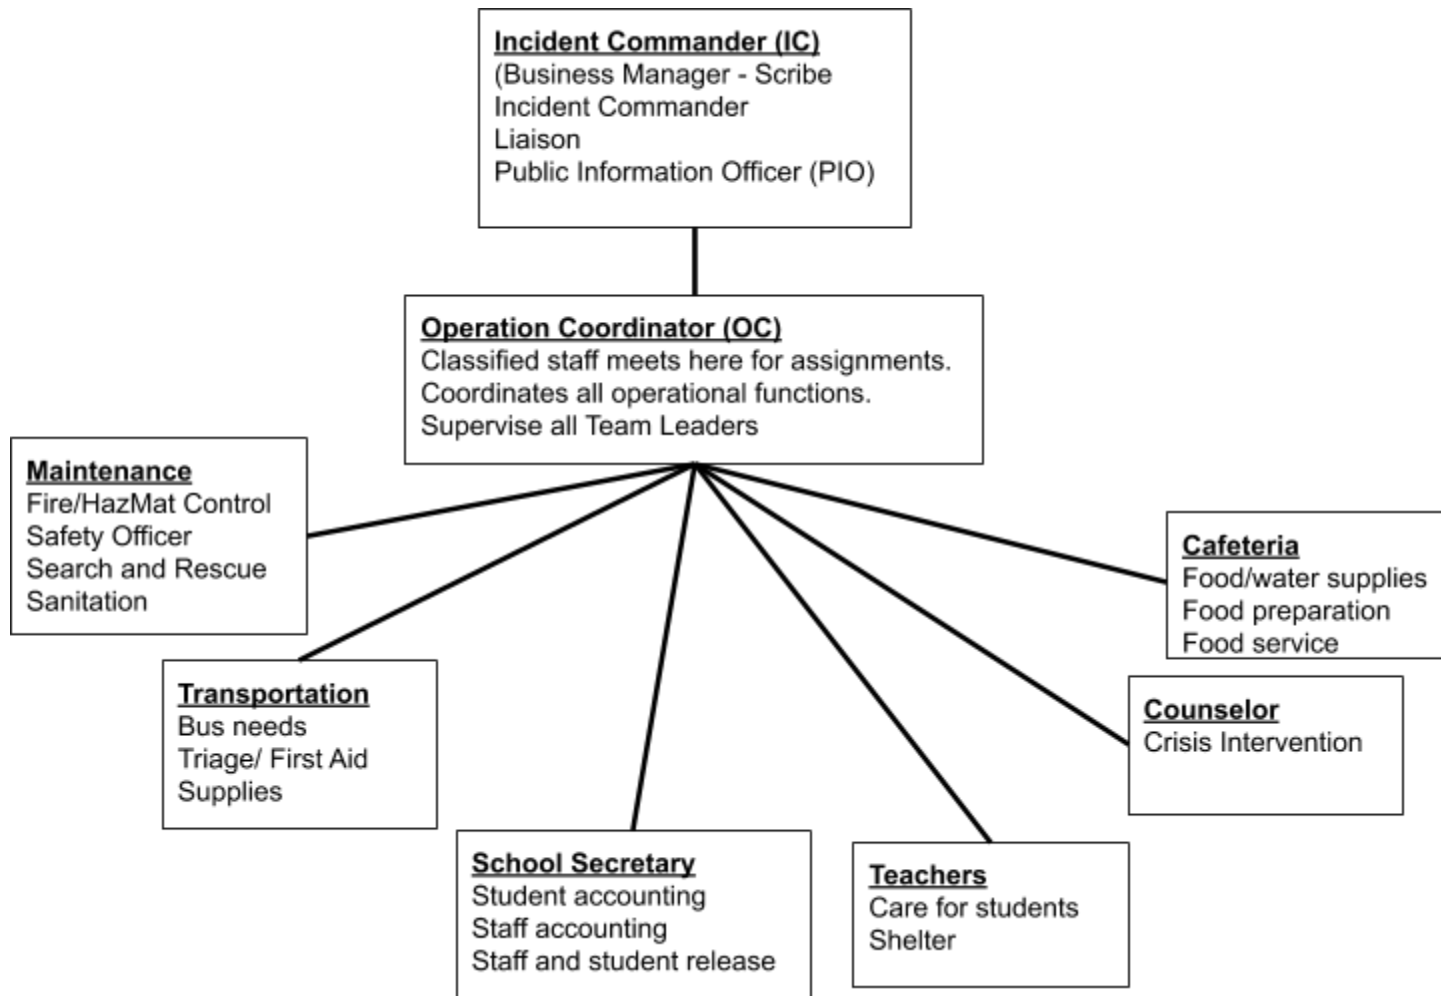 Incident Commander (IC)
(Business Manager - Scribe
Incident Commander
Liaison
Public Information Officer (PIO)
Operation Coordinator (OC)
Classified staff meets here for assignments.
Coordinates all operational functions.
Supervise all Team Leaders
Maintenance
Fire/HazMat Control
Safety Officer
Search and Rescue
Sanitation
Transportation
Bus needs
Triage/ First Aid
Supplies
School Secretary
Student accounting
Staff accounting
Staff and student release
Teachers
Care for students
Shelter
Counselor
Crisis Intervention
Cafeteria
Food/water supplies
Food preparation
Food service